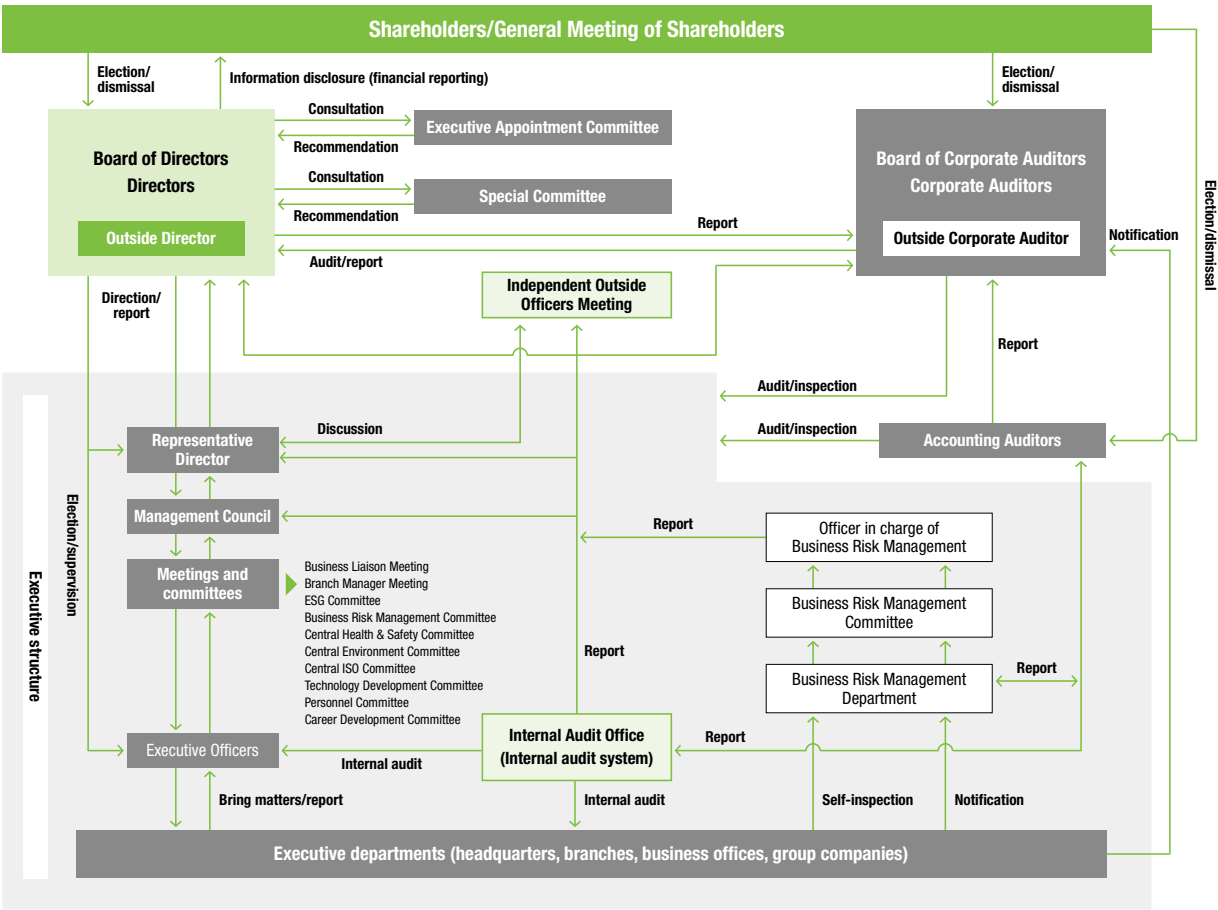 Shareholders/General Meeting of Shareholders
Election/
dismissal
Information disclosure (financial reporting)
Election/
dismissal
Consultation
Executive Appointment Committee
Recommendation
Board of Directors
Directors
Consultation
Special Committee
Recommendation
Outside Director
Board of Corporate Auditors
Corporate Auditors
Outside Corporate Auditor
Report
Audit/report
Notification
Election/dismissal
Direction/
report
Independent Outside
Officers Meeting
Report
Audit/inspection
Audit/inspection
Accounting Auditors
Discussion
Representative
Director
Management Council
Meetings and
committees
Business Liaison Meeting
Branch Manager Meeting
ESG Committee
Business Risk Management Committee
Central Health & Safety Committee
Central Environment Committee
Central ISO Committee
Technology Development Committee
Personnel Committee
Career Development Committee
Election/supervision
Executive structure
Report
Officer in charge of
Business Risk Management
Business Risk Management
Committee
Report
Business Risk Management
Department
Report
Executive Officers
Internal audit
Internal Audit Office
(Internal audit system)
Report
Bring matters/report
Internal audit
Self-inspection
Notification
Executive departments (headquarters, branches, business offices, group companies)